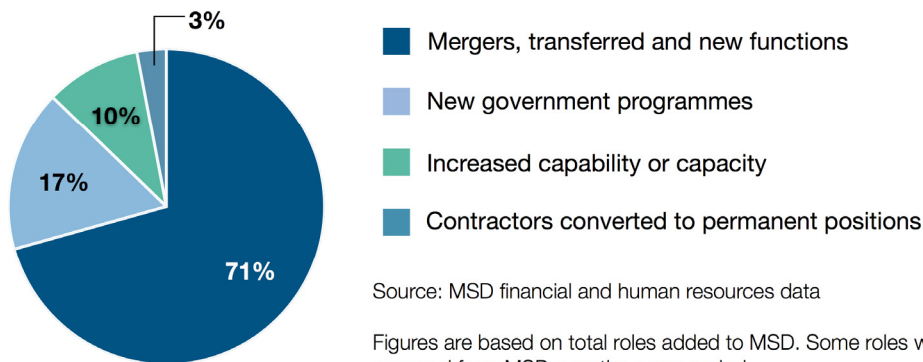 3%
10%
17%
71%
Mergers, transferred and new functions
New government programmes
Increased capability or capacity
Contractors converted to permanent positions
Source: MSD financial and human resources data
Figures are based on total roles added to MSD. Some roles